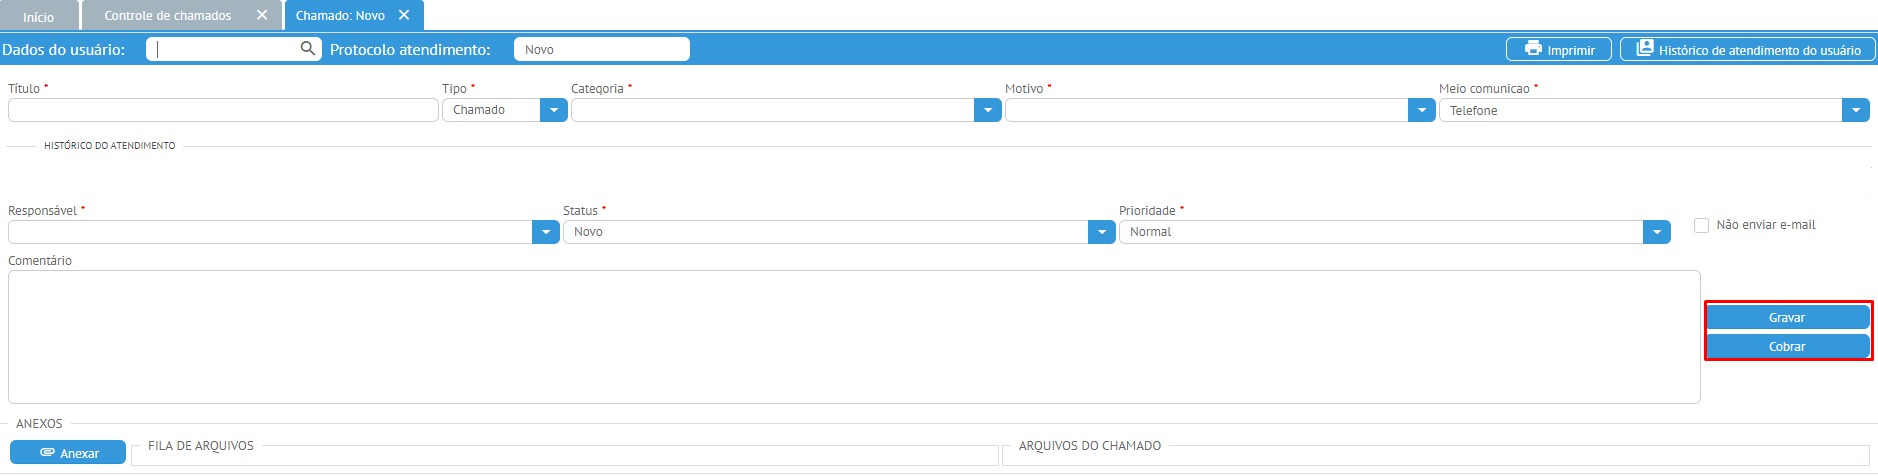 Início Controle de chamados Chamado: Novo
Dados do usuário: Protocolo atendimento: Novo Imprimir Histórico de atendimento do usuário
Título * Tipo * Categoria * Motivo * Meio comunicao *
Chamado Telefone
HISTÓRICO DO ATENDIMENTO
Responsável * Status * Prioridade *
Novo Normal Não enviar e-mail
Comentário
Gravar
Cobrar
ANEXOS
Anexar FILA DE ARQUIVOS ARQUIVOS DO CHAMADO